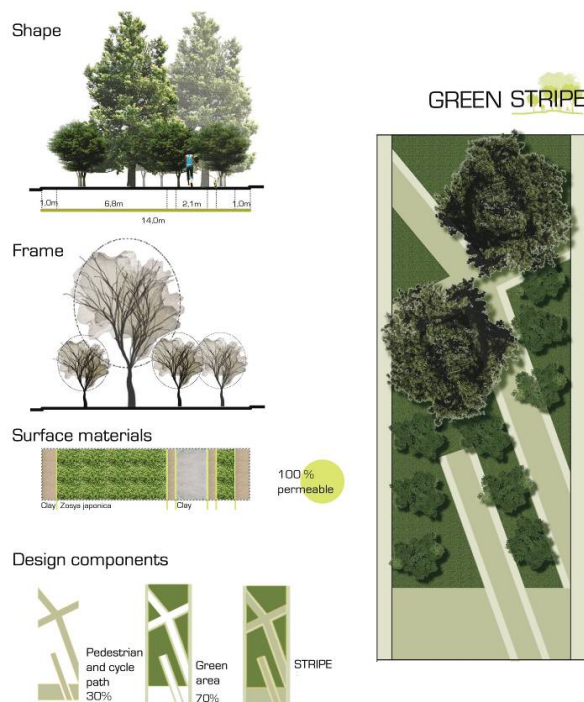 Shape
1,0m 6,8m 2,1m 1,0m
14,0m
Frame
Surface materials
Clay Zosya japonica Clay
100 %
permeable
Design components
Pedestrian
and cycle
path
30%
Green
area
70%
STRIPE
GREEN STRIPE